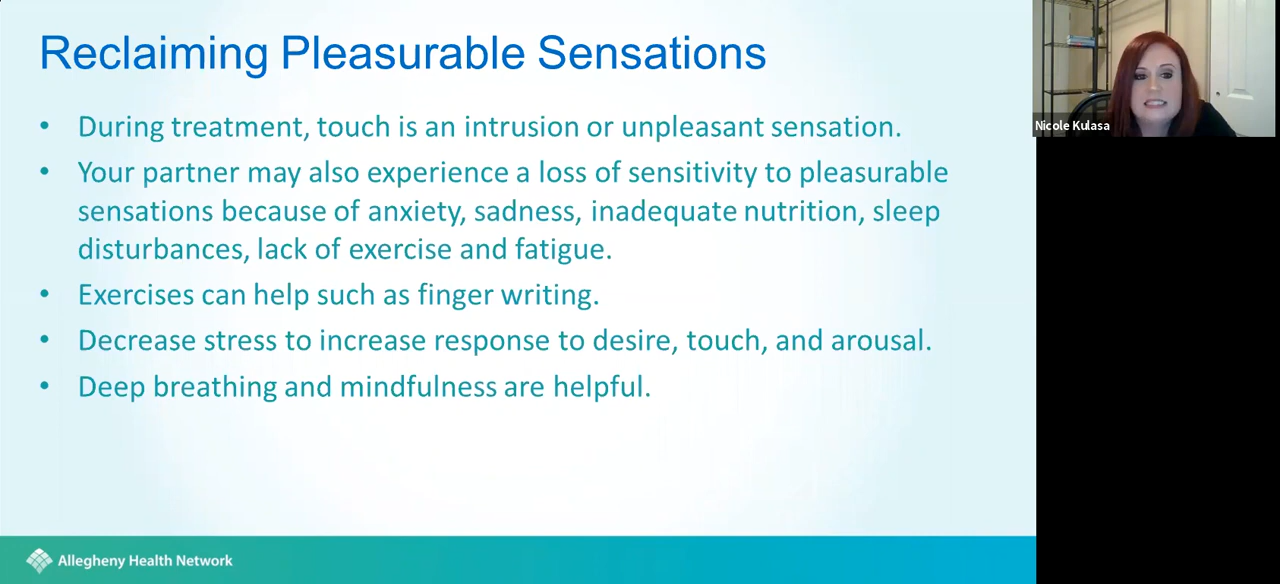 Reclaiming Pleasurable Sensations
• During treatment, touch is an intrusion or unpleasant sensation.
• Your partner may also experience a loss of sensitivity to pleasurable
sensations because of anxiety, sadness, inadequate nutrition, sleep
disturbances, lack of exercise and fatigue.
• Exercises can help such as finger writing.
• Decrease stress to increase response to desire, touch, and arousal.
• Deep breathing and mindfulness are helpful.
Allegheny Health Network
Nicole Kulasa